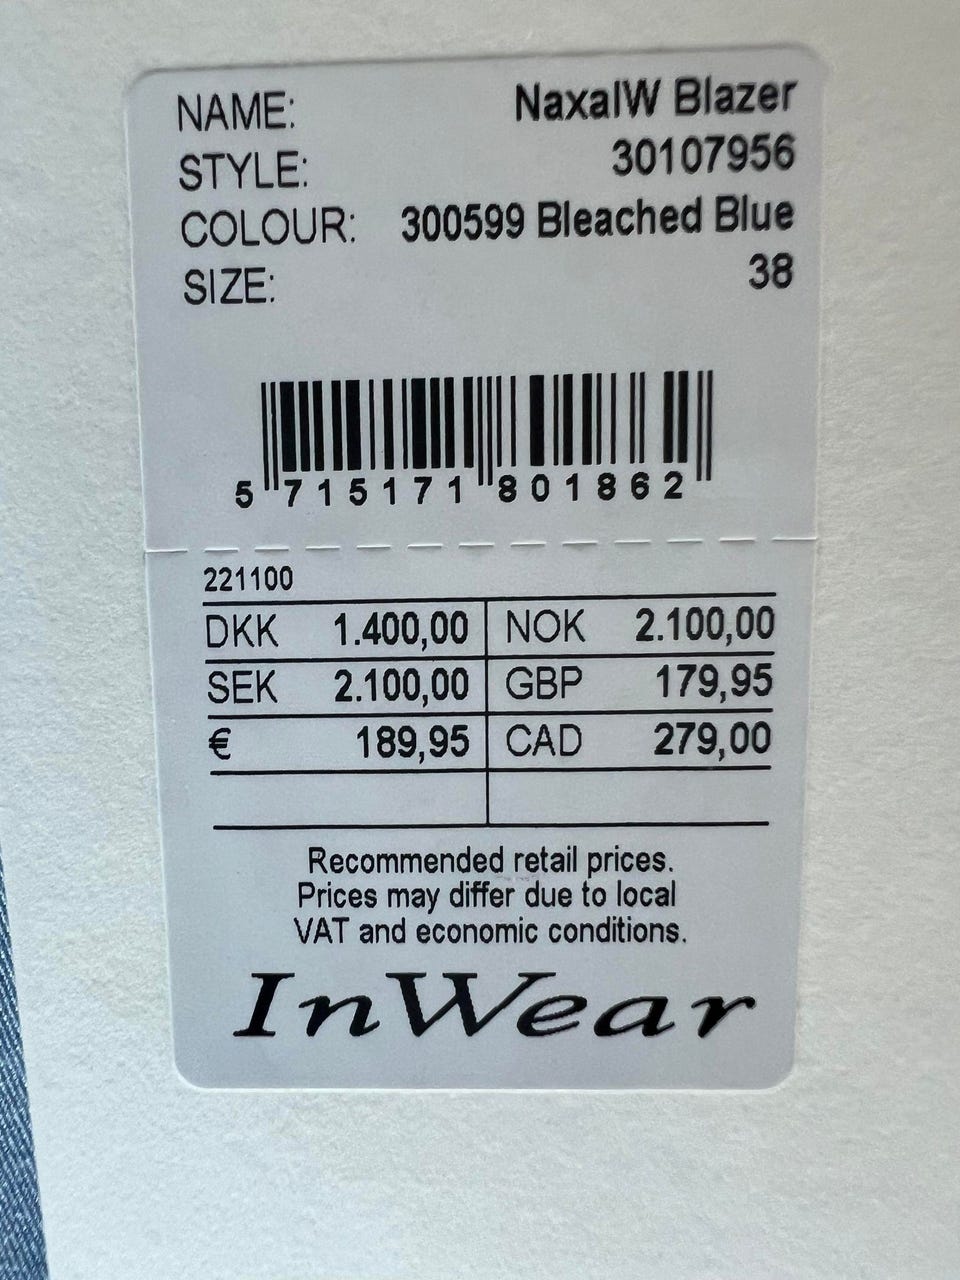 NAME: NaxaIW Blazer
STYLE: 30107956
COLOUR: 300599 Bleached Blue
SIZE: 38
5 715171 801862
221100
DKK 1.400,00 NOK 2.100,00
SEK 2.100,00 GBP 179,95
€ 189,95 CAD 279,00
Recommended retail prices.
Prices may differ due to local
VAT and economic conditions.
InWear